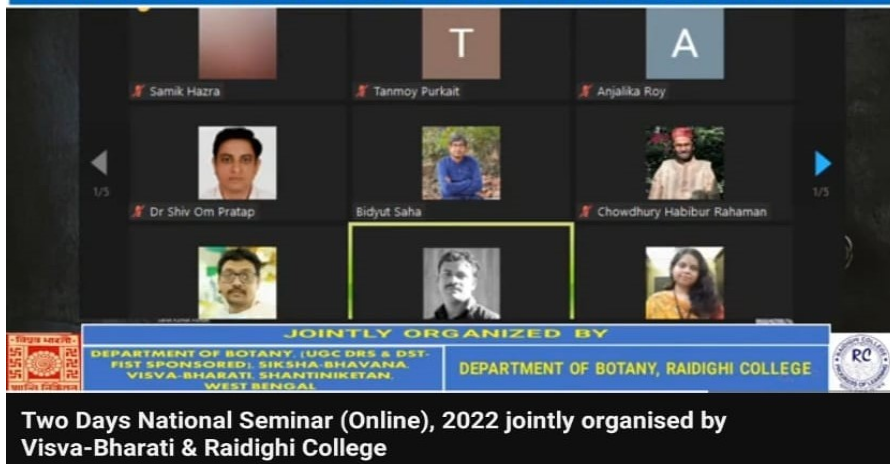 T
A
Samik Hazra
Tanmoy Purkait
Anjalika Roy
1/5
1/5
Dr Shiv Om Pratap
Bidyut Saha
Chowdhury Habibur Rahaman
JOINTLY ORGANIZED BY
DEPARTMENT OF BOTANY, (UGC DRS & DST-
FIST SPONSORED), SIKSHA-BHAVANA,
VISVA-BHARATI, SHANTINIKETAN,
WEST BENGAL
DEPARTMENT OF BOTANY, RAIDIGHI COLLEGE
RAIDIGHI COLLEGE
RC
Two Days National Seminar (Online), 2022 jointly organised by
Visva-Bharati & Raidighi College